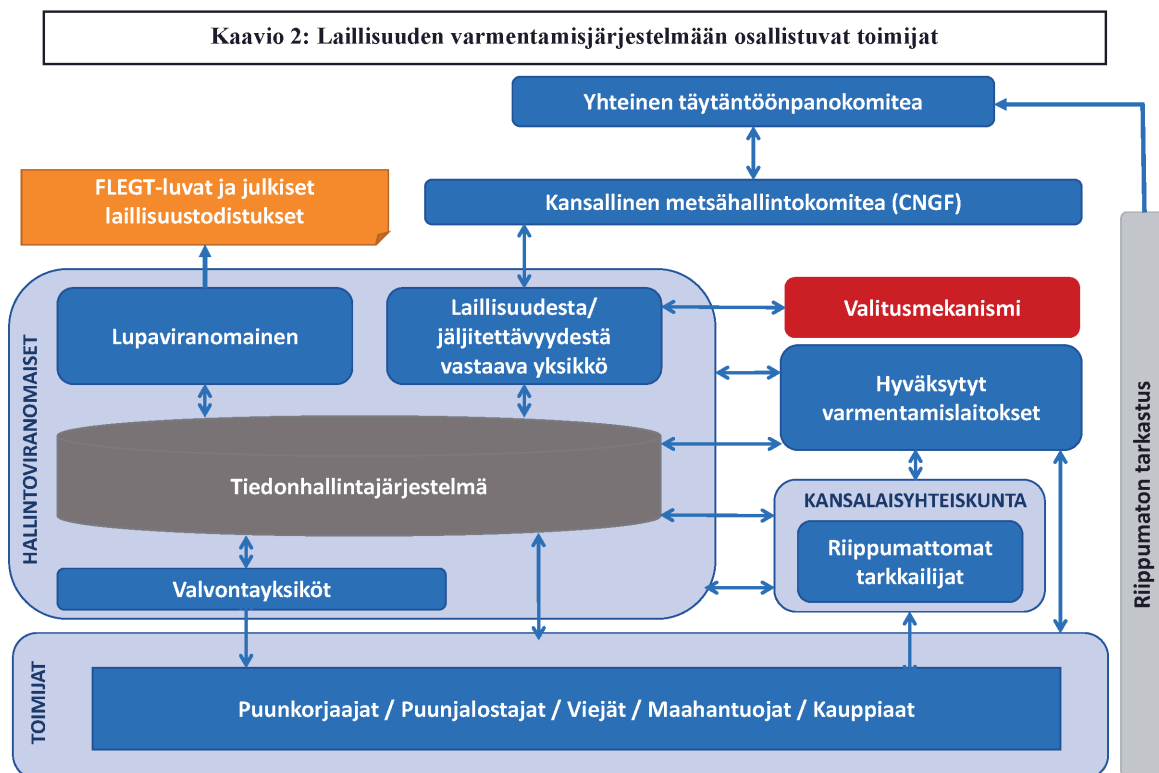 Kaavio 2: Laillisuuden varmentamisjärjestelmään osallistuvat toimijat
Yhteinen täytäntöönpanokomitea
FLEGT-luvat ja julkiset
laillisuustodistukset
Kansallinen metsähallintokomitea (CNGF)
HALLINTOVIRANOMAISET
Lupaviranomainen
Laillisuudesta/
jäljitettävyydestä
vastaava yksikkö
Valitusmekanismi
Hyväksytyt
varmentamislaitokset
Tiedonhallintajärjestelmä
KANSALAISYHTEISKUNTA
Riippumattomat
tarkkailijat
Valvontayksiköt
TOIMIJAT
Puunkorjaajat / Puunjalostajat / Viejät / Maahantuojat / Kauppiaat
Riippumaton tarkastus